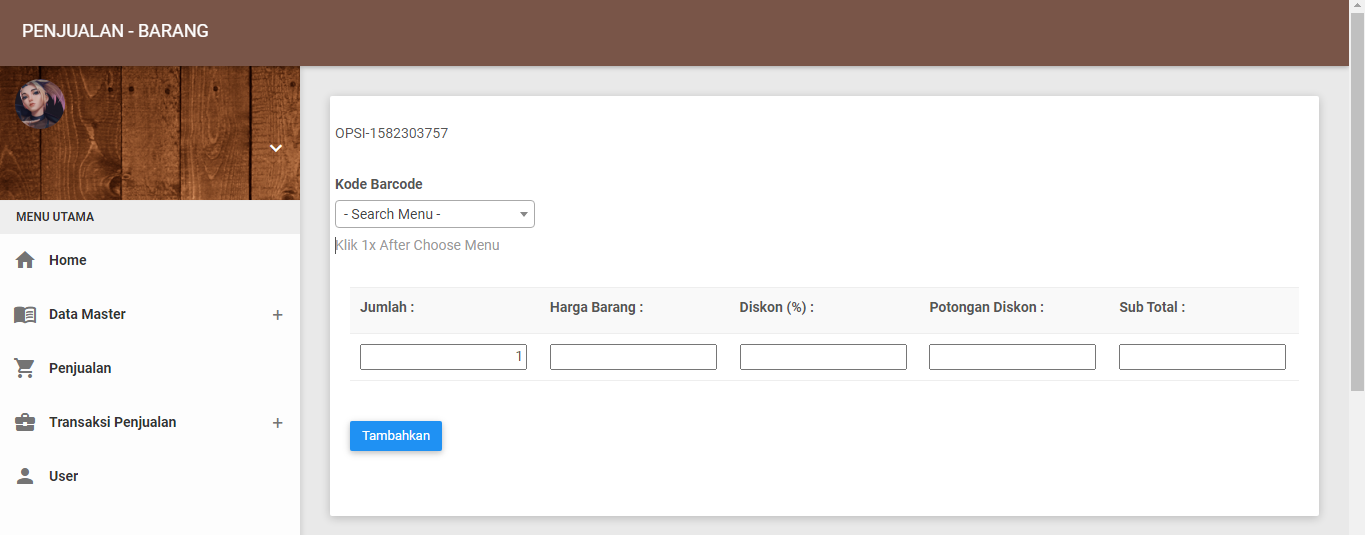 PENJUALAN - BARANG
MENU UTAMA
Home
Data Master +
Penjualan
Transaksi Penjualan +
User
OPSI-1582303757
Kode Barcode
- Search Menu -
Klik 1x After Choose Menu
Jumlah : Harga Barang : Diskon (%) : Potongan Diskon : Sub Total :
1
Tambahkan